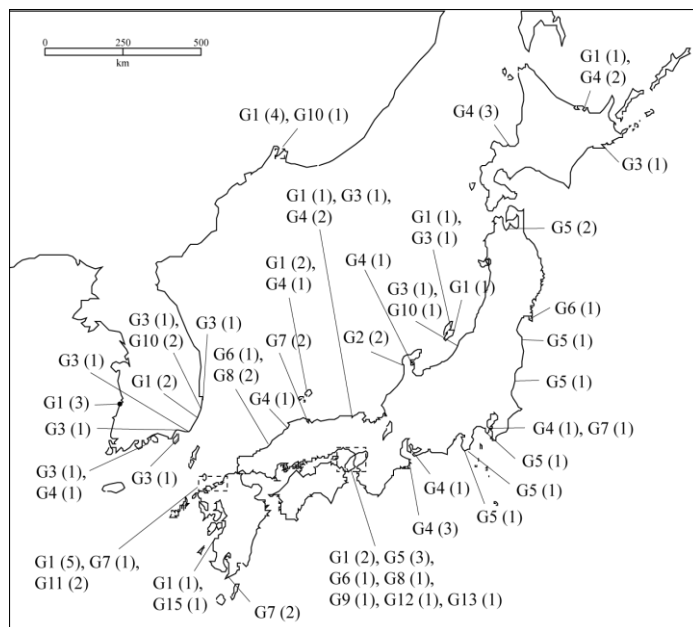 0 250 500
km
G1 (1),
G4 (2)
G1 (4), G10 (1)
G4 (3)
G3 (1)
G1 (1), G3 (1),
G4 (2)
G1 (1),
G3 (1)
G5 (2)
G1 (2),
G4 (1)
G4 (1)
G3 (1),
G10 (1)
G1 (1)
G6 (1)
G3 (1),
G10 (2)
G3 (1)
G6 (1),
G8 (2)
G7 (2)
G2 (2)
G5 (1)
G3 (1)
G1 (2)
G5 (1)
G1 (3)
G4 (1)
G3 (1)
G4 (1), G7 (1)
G5 (1)
G3 (1),
G4 (1)
G3 (1)
G4 (1)
G5 (1)
G5 (1)
G4 (3)
G1 (5), G7 (1),
G11 (2)
G1 (1),
G15 (1)
G7 (2)
G1 (2), G5 (3),
G6 (1), G8 (1),
G9 (1), G12 (1), G13 (1)